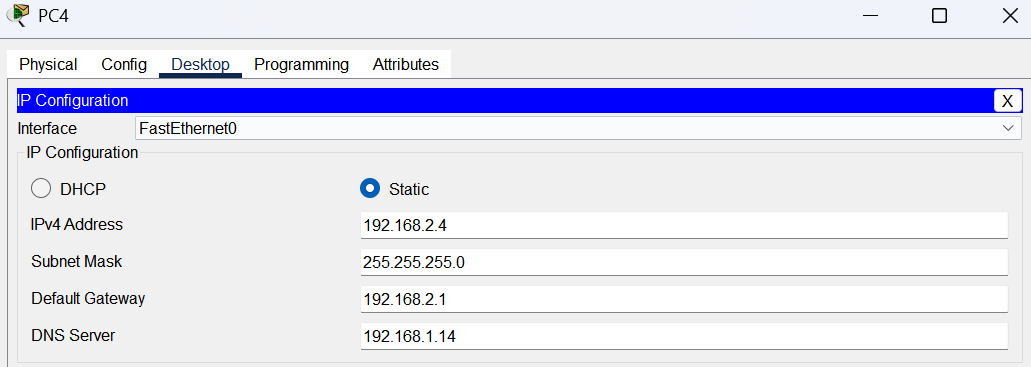 PC4
Physical Config Desktop Programming Attributes
IP Configuration X
Interface FastEthernet0
IP Configuration
DHCP Static
IPv4 Address 192.168.2.4
Subnet Mask 255.255.255.0
Default Gateway 192.168.2.1
DNS Server 192.168.1.14